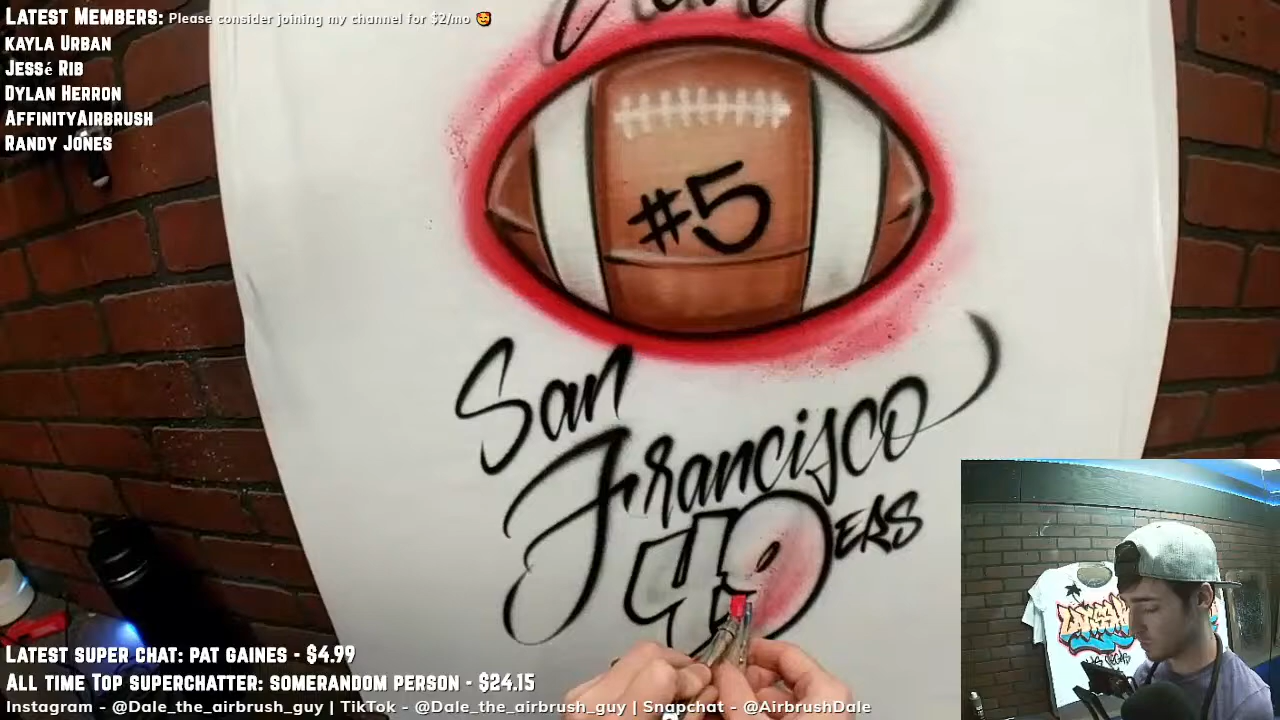 LATEST MEMBERS: Please consider joining my channel for $2/mo
KAYLA URBAN
JESSé RIB
DYLAN HERRON
AFFINITYAIRBRUSH
RANDY JONES
#5
San
Francisco
49ERS
LATEST SUPER CHAT: PAT GAINES - $4.99
ALL TIME TOP SUPERCHATTER: SOMERANDOM PERSON - $24.15
Instagram - @Dale_the_airbrush_guy | TikTok - @Dale_the_airbrush_guy | Snapchat - @AirbrushDale